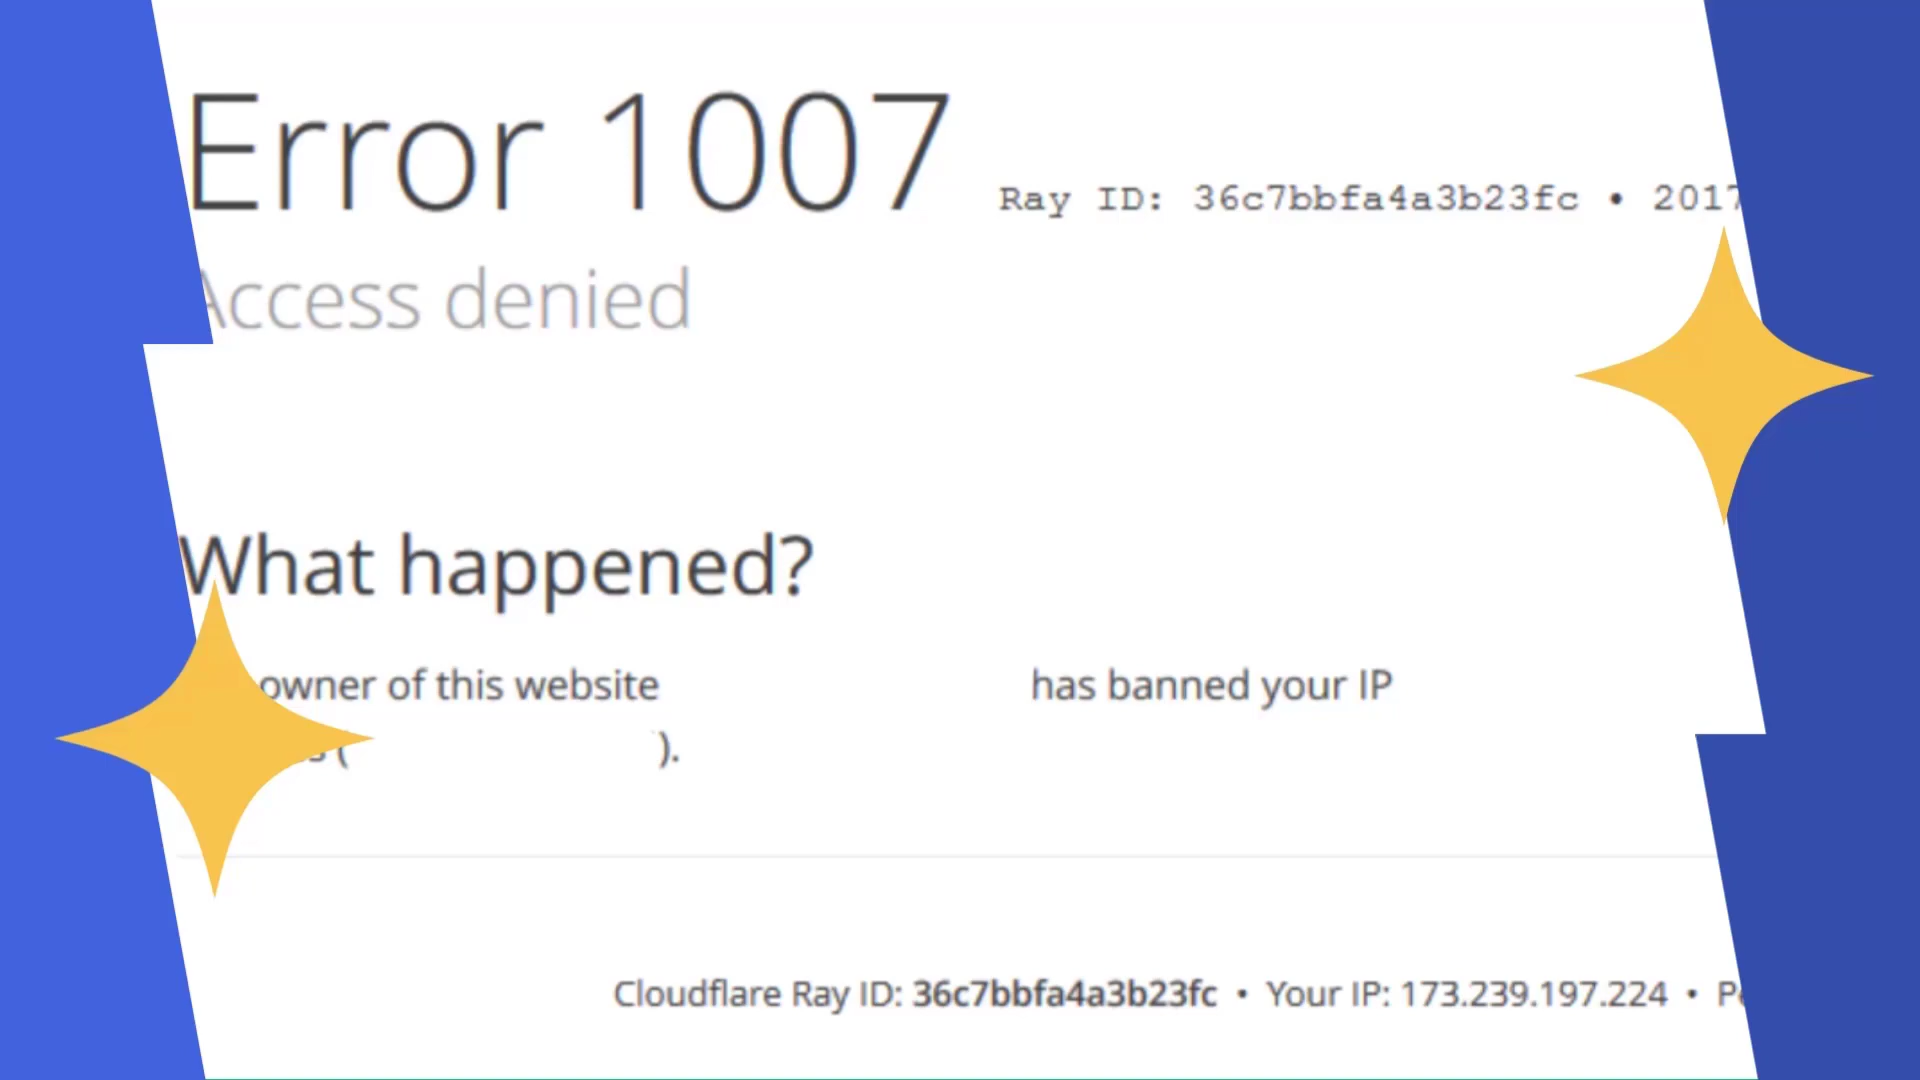 Error 1007 Ray ID: 36c7bbfa4a3b23fc • 2017
Access denied
What happened?
owner of this website has banned your IP
s ( ).
Cloudflare Ray ID: 36c7bbfa4a3b23fc • Your IP: 173.239.197.224 •